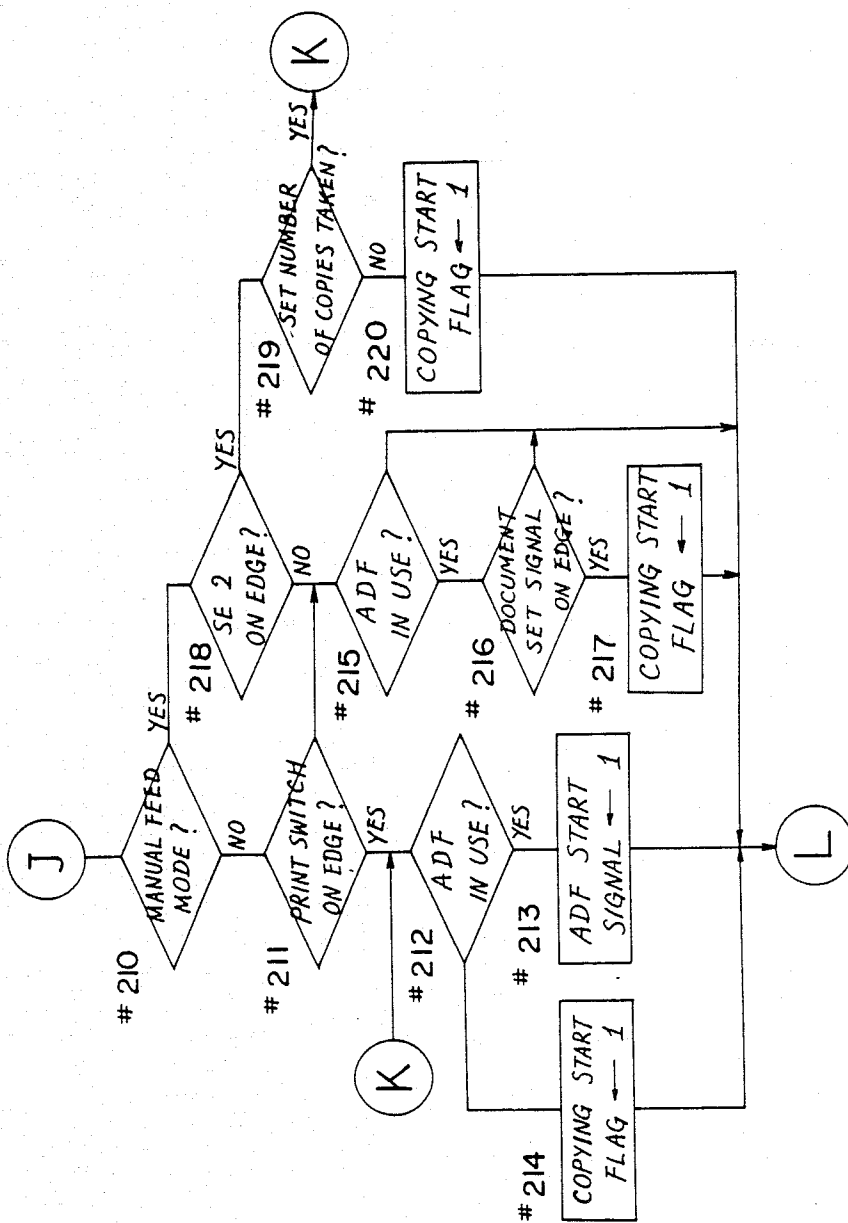 J
# 210
MANUAL FEED
MODE ?
YES
NO
# 211
PRINT SWITCH
ON EDGE ?
YES
K
# 212
ADF
IN USE ?
YES
# 213
ADF START
SIGNAL ← 1
# 214
COPYING START
FLAG ← 1
# 218
SE 2
ON EDGE ?
YES
NO
# 215
ADF
IN USE ?
YES
# 216
DOCUMENT
SET SIGNAL
ON EDGE ?
YES
# 217
COPYING START
FLAG ← 1
# 219
SET NUMBER
OF COPIES TAKEN ?
YES
K
NO
# 220
COPYING START
FLAG ← 1
L